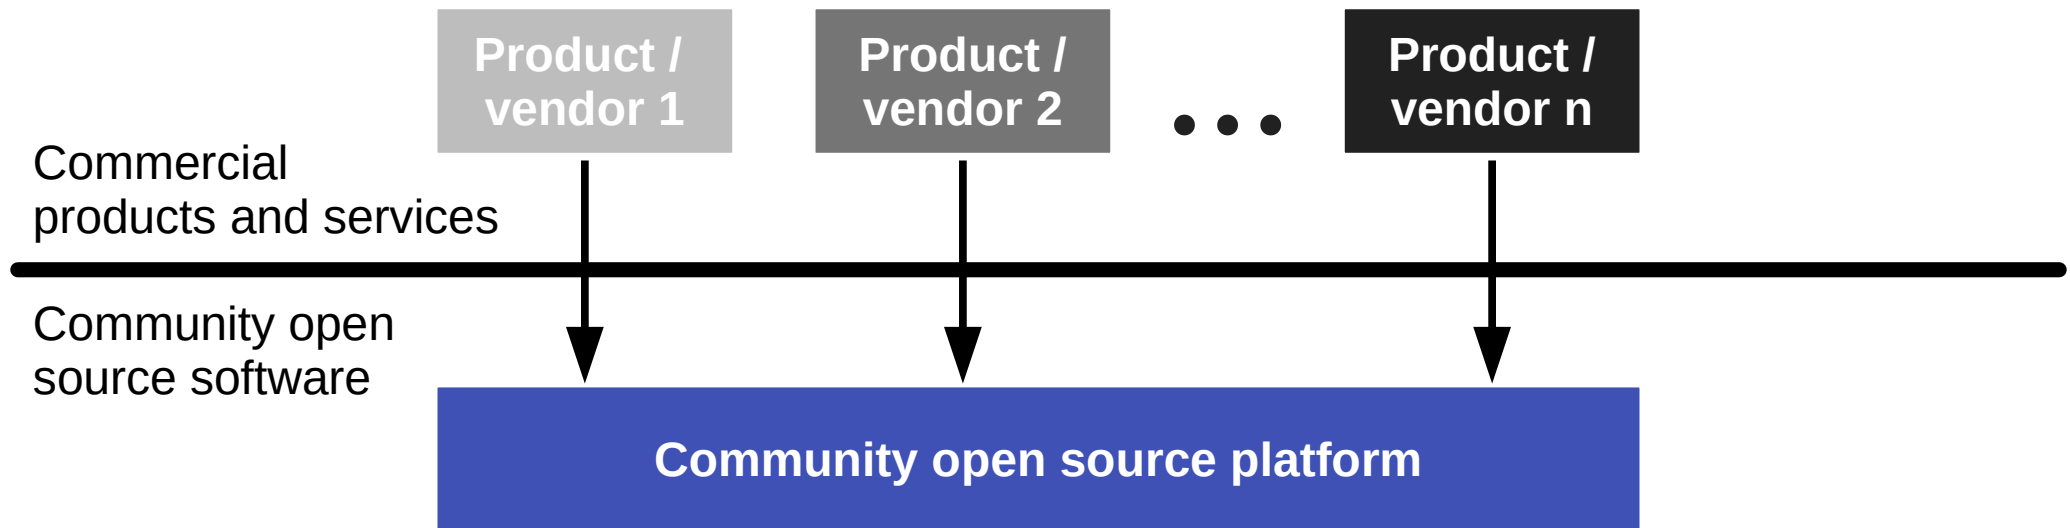 Product /
vendor 1
Product /
vendor 2
Product /
vendor n
Commercial
products and services
Community open
source software
Community open source platform